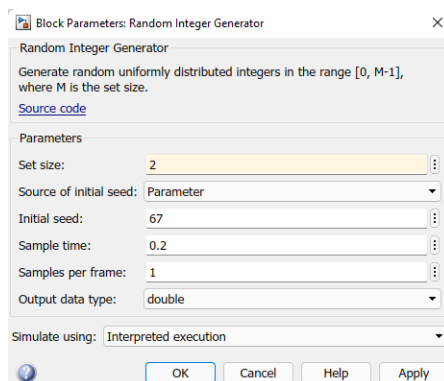 Block Parameters: Random Integer Generator
Random Integer Generator
Generate random uniformly distributed integers in the range [0, M-1],
where M is the set size.
Source code
Parameters
Set size: 2
Source of initial seed: Parameter
Initial seed: 67
Sample time: 0.2
Samples per frame: 1
Output data type: double
Simulate using: Interpreted execution
OK Cancel Help Apply